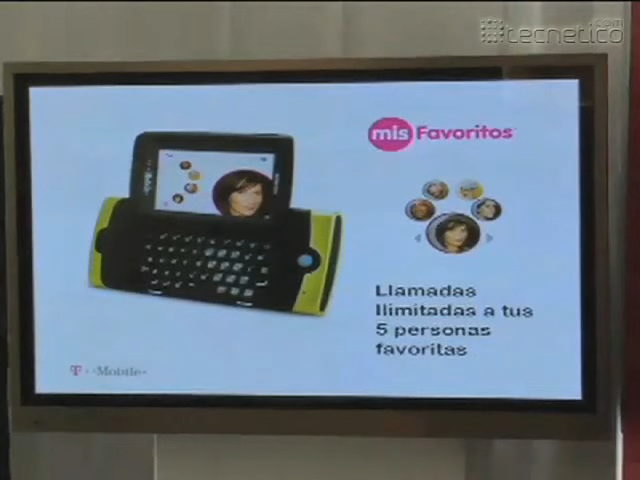 tecnetico.com
mis Favoritos
Llamadas
Ilimitadas a tus
5 personas
favoritas
T - -Mobile-